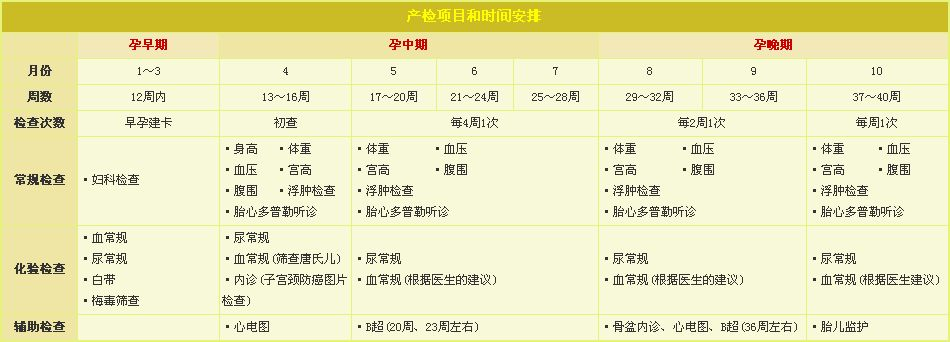 产检项目和时间安排
孕早期 孕中期 孕晚期
月份 1～3 4 5 6 7 8 9 10
周数 12周内 13～16周 17～20周 21～24周 25～28周 29～32周 33～36周 37～40周
检查次数 早孕建卡 初查 每4周1次 每2周1次 每周1次
常规检查
・妇科检查
・身高 ・体重
・血压 ・宫高
・腹围 ・浮肿检查
・胎心多普勒听诊
・体重 ・血压
・宫高 ・腹围
・浮肿检查
・胎心多普勒听诊
・体重 ・血压
・宫高 ・腹围
・浮肿检查
・胎心多普勒听诊
・体重 ・血压
・宫高 ・腹围
・浮肿检查
・胎心多普勒听诊
化验检查
・血常规
・尿常规
・白带
・梅毒筛查
・尿常规
・血常规(筛查唐氏儿)
・内诊(子宫颈防癌图片
检查)
・尿常规
・血常规(根据医生的建议)
・尿常规
・血常规(根据医生的建议)
・尿常规
・血常规(根据医生建议)
辅助检查
・心电图
・B超(20周、23周左右)
・骨盆内诊、心电图、B超(36周左右)
・胎儿监护